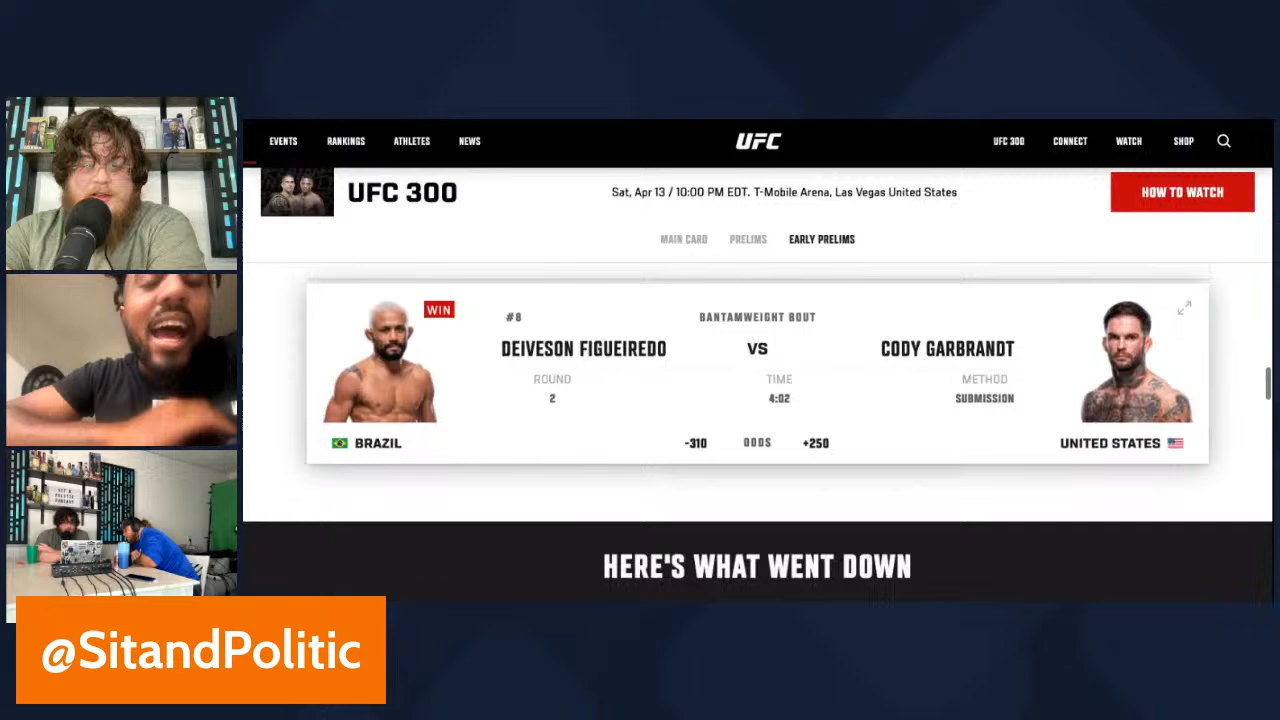 EVENTS RANKINGS ATHLETES NEWS UFC UFC 300 CONNECT WATCH SHOP
UFC 300 Sat, Apr 13 / 10:00 PM EDT. T-Mobile Arena, Las Vegas United States HOW TO WATCH
MAIN CARD PRELIMS EARLY PRELIMS
WIN #8 BANTAMWEIGHT BOUT
DEIVESON FIGUEIREDO VS CODY GARBRANDT
ROUND TIME METHOD
2 4:02 SUBMISSION
BRAZIL -310 ODDS +250 UNITED STATES
HERE'S WHAT WENT DOWN
SIT & POLITIC PODCAST
@SitandPolitic